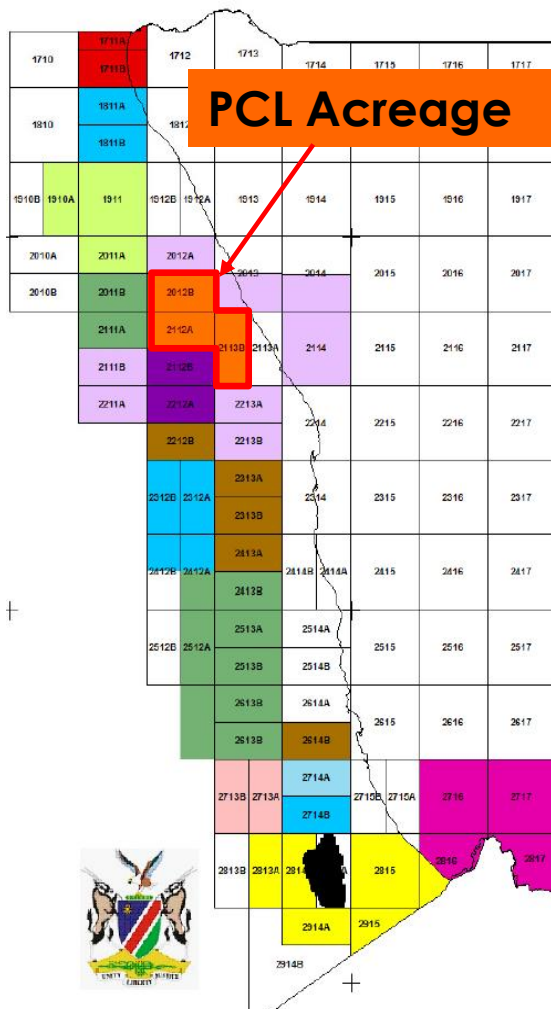 1711A
1710 1712 1713
1711B 1714 1715 1716 1717
1811A
PCL Acreage
1810
1811B
1910B 1910A 1911 1912B 1912A 1913 1914 1915 1916 1917
2010A 2011A 2012A
2013 2014 2015 2016 2017
2010B 2011B 2012B
2111A 2112A
2113B 2113A 2114 2115 2116 2117
2111B 2112B
2211A 2212A 2213A
2214 2215 2216 2217
2212B 2213B
2313A
2312B 2312A 2314 2315 2316 2317
2313B
2413A
2412B 2412A 2414B 2414A 2415 2416 2417
2413B
2513A 2514A
2512B 2512A 2515 2516 2517
2513B 2514B
2613B 2614A
2615 2616 2617
2613B 2614B
2713B 2713A 2714A
2715B 2715A 2716 2717
2714B
2813B 2813A 2815 2816 2817
2914A 2915
2914B
UNITY LIBERTY JUSTICE